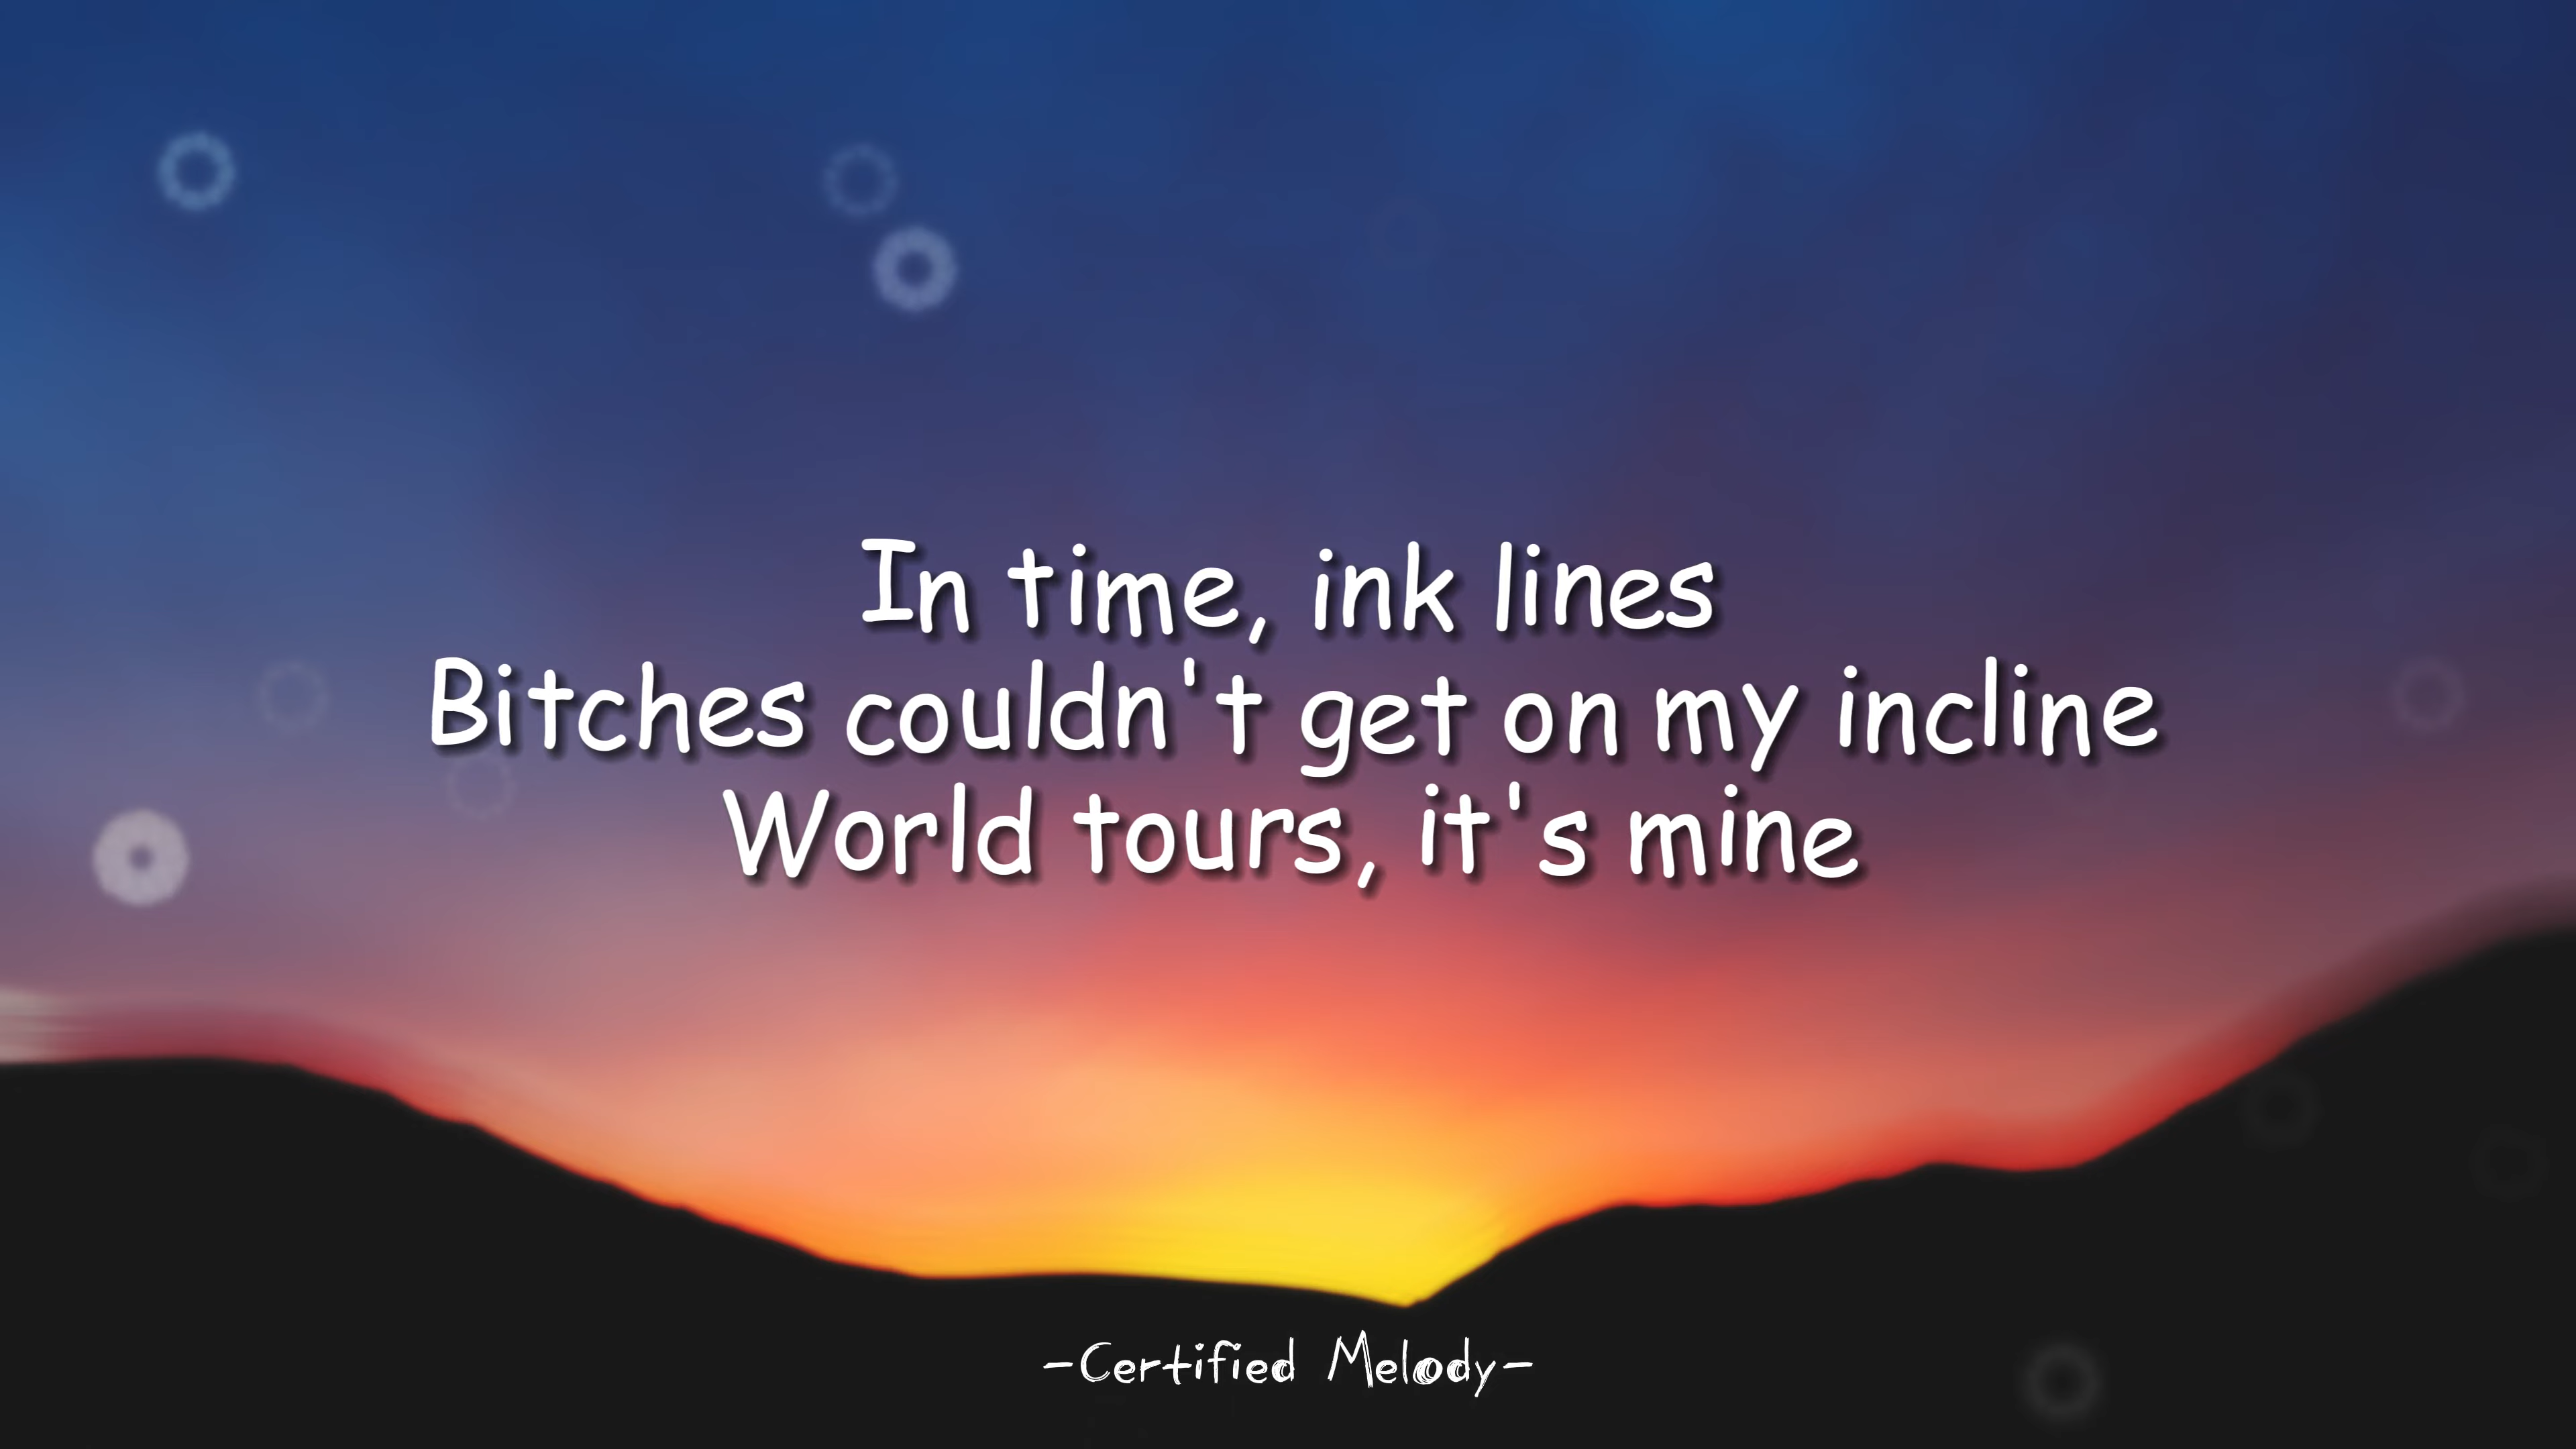 In time, ink lines
Bitches couldn't get on my incline
World tours, it's mine
-Certified Melody-